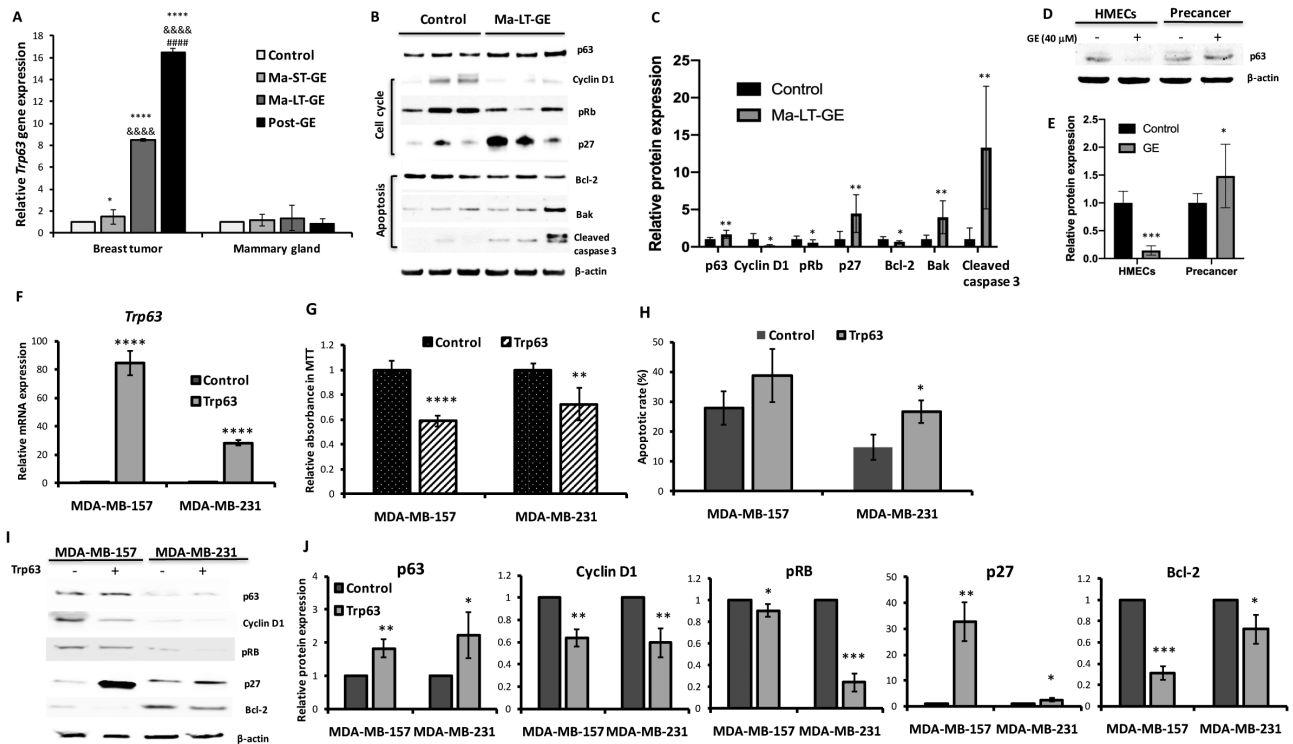 A
Relative Trp63 gene expression
18
16
14
12
10
8
6
4
2
0
****
&&&&
####
****
&&&&
*
Control
Ma-ST-GE
Ma-LT-GE
Post-GE
Breast tumor
Mammary gland
B
Control
Ma-LT-GE
Cell cycle
Apoptosis
p63
Cyclin D1
pRb
p27
Bcl-2
Bak
Cleaved
caspase 3
β-actin
C
Relative protein expression
25
20
15
10
5
0
Control
Ma-LT-GE
**
*
*
**
*
**
**
p63 Cyclin D1 pRb p27 Bcl-2 Bak Cleaved
caspase 3
D
HMECs Precancer
GE (40 μM) - + - +
p63
β-actin
E
Relative protein expression
2.5
2.0
1.5
1.0
0.5
0.0
Control
GE
***
*
HMECs Precancer
F
Trp63
Relative mRNA expression
100
80
60
40
20
0
****
****
Control
Trp63
MDA-MB-157 MDA-MB-231
G
Relative absorbance in MTT
1.2
1
0.8
0.6
0.4
0.2
0
Control Trp63
****
**
MDA-MB-157 MDA-MB-231
H
Apoptotic rate (%)
50
40
30
20
10
0
Control Trp63
*
MDA-MB-157 MDA-MB-231
I
MDA-MB-157 MDA-MB-231
Trp63 - + - +
p63
Cyclin D1
pRB
p27
Bcl-2
β-actin
J
Relative protein expression
p63
4
3
2
1
0
Control
Trp63
**
*
MDA-MB-157 MDA-MB-231
Cyclin D1
1.2
1
0.8
0.6
0.4
0.2
0
**
**
MDA-MB-157 MDA-MB-231
pRB
1.2
1
0.8
0.6
0.4
0.2
0
*
***
MDA-MB-157 MDA-MB-231
p27
50
40
30
20
10
0
**
*
MDA-MB-157 MDA-MB-231
Bcl-2
1.2
1
0.8
0.6
0.4
0.2
0
***
*
MDA-MB-157 MDA-MB-231